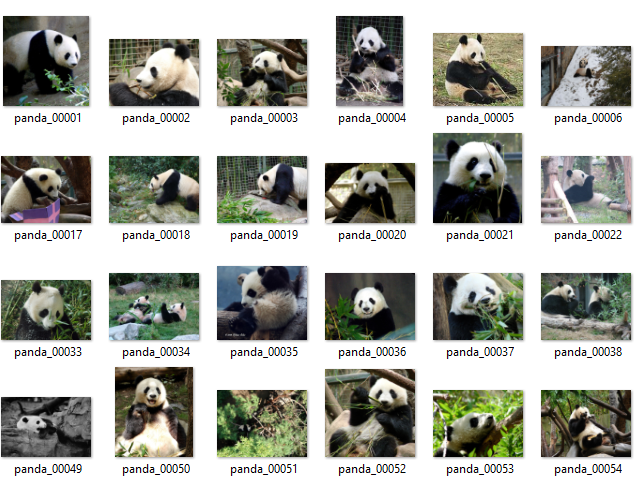 panda_00001 panda_00002 panda_00003 panda_00004 panda_00005 panda_00006
panda_00017 panda_00018 panda_00019 panda_00020 panda_00021 panda_00022
panda_00033 panda_00034 panda_00035 panda_00036 panda_00037 panda_00038
panda_00049 panda_00050 panda_00051 panda_00052 panda_00053 panda_00054